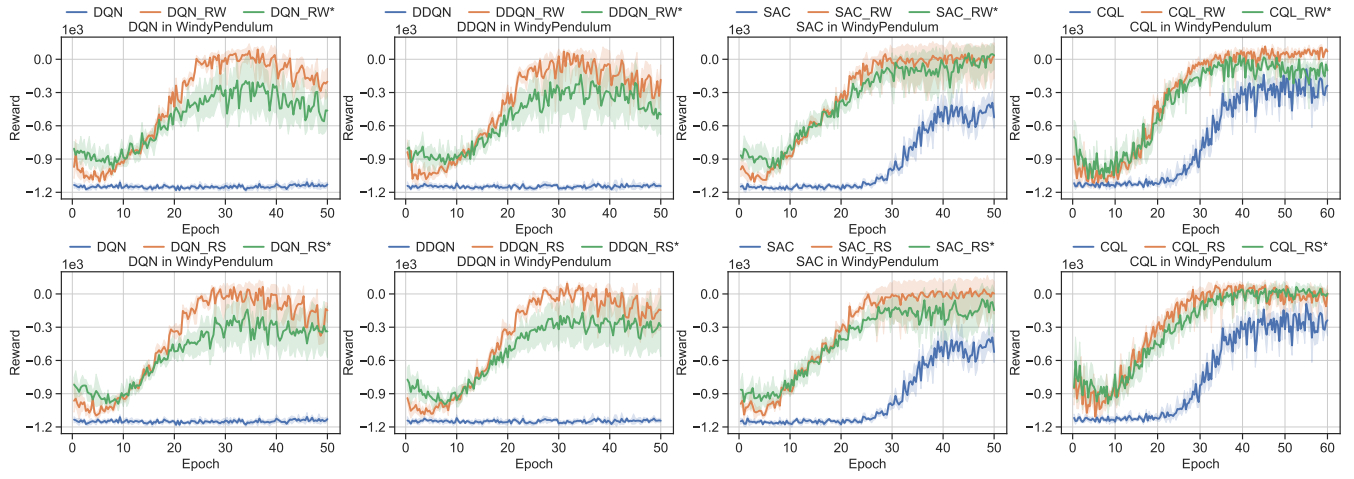 DQN DQN_RW DQN_RW*
DQN in WindyPendulum
1e3
0.0
−0.3
−0.6
−0.9
−1.2
Reward
0 10 20 30 40 50
Epoch
DDQN DDQN_RW DDQN_RW*
DDQN in WindyPendulum
1e3
0.0
−0.3
−0.6
−0.9
−1.2
Reward
0 10 20 30 40 50
Epoch
SAC SAC_RW SAC_RW*
SAC in WindyPendulum
1e3
0.0
−0.3
−0.6
−0.9
−1.2
Reward
0 10 20 30 40 50
Epoch
CQL CQL_RW CQL_RW*
CQL in WindyPendulum
1e3
0.0
−0.3
−0.6
−0.9
−1.2
Reward
0 10 20 30 40 50 60
Epoch
DQN DQN_RS DQN_RS*
DQN in WindyPendulum
1e3
0.0
−0.3
−0.6
−0.9
−1.2
Reward
0 10 20 30 40 50
Epoch
DDQN DDQN_RS DDQN_RS*
DDQN in WindyPendulum
1e3
0.0
−0.3
−0.6
−0.9
−1.2
Reward
0 10 20 30 40 50
Epoch
SAC SAC_RS SAC_RS*
SAC in WindyPendulum
1e3
0.0
−0.3
−0.6
−0.9
−1.2
Reward
0 10 20 30 40 50
Epoch
CQL CQL_RS CQL_RS*
CQL in WindyPendulum
1e3
0.0
−0.3
−0.6
−0.9
−1.2
Reward
0 10 20 30 40 50 60
Epoch